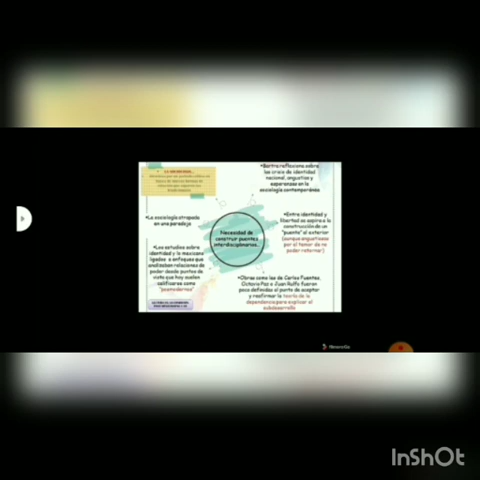 •Bartra reflexiona sobre
las crisis de identidad
nacional, angustias y
esperanzas en la
sociología contemporánea
•La sociología atrapada
en una paradoja
Necesidad de
construir puentes
interdisciplinarios..
•Entre identidad y
libertad se aspira a la
construcción de un
"puente" al exterior
(aunque angustiosos
por el temor de no
poder retornar)
•Los estudios sobre
identidad y lo mexicano
ligados a enfoques que
analizaban relaciones de
poder desde puntos de
vista que hoy suelen
calificarse como
"posmodernos"
•Obras como las de Carlos Fuentes,
Octavio Paz o Juan Rulfo fueron
poco defendidas al punto de aceptar
y reafirmar la teoría de la
dependencia para explicar el
subdesarrollo
InShOt